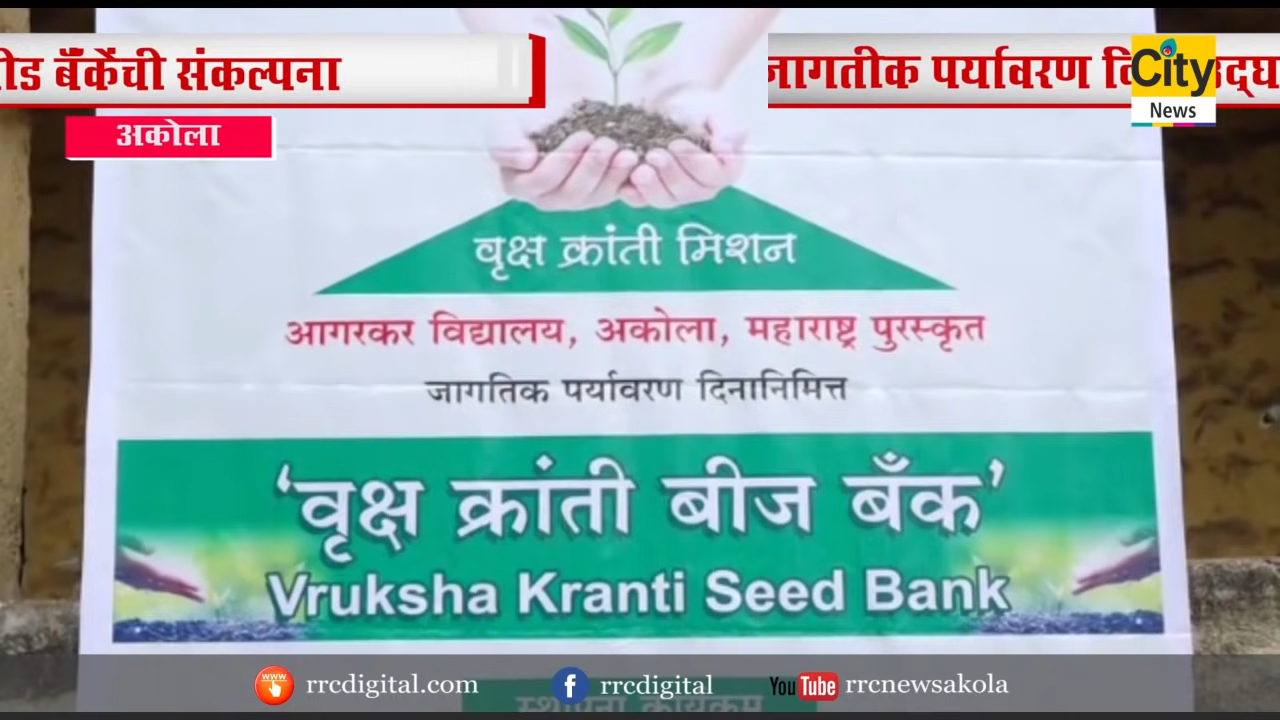 बँकेची संकल्पना
जागतीक पर्यावरण
City
News
अकोला
वृक्ष क्रांती मिशन
आगरकर विद्यालय, अकोला, महाराष्ट्र पुरस्कृत
जागतिक पर्यावरण दिनानिमित्त
‘वृक्ष क्रांती बीज बँक’
Vruksha Kranti Seed Bank
www rrcdigital.com
f rrcdigital
YouTube rrcnewsakola